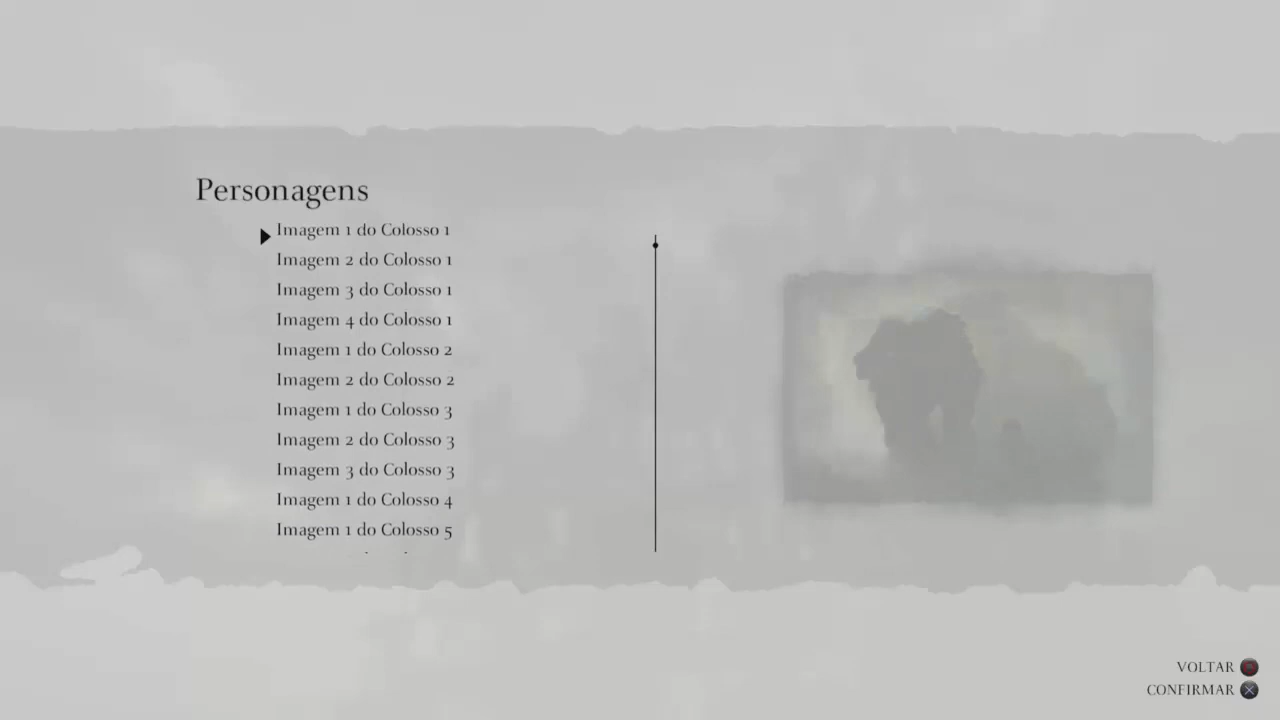 Personagens
Imagem 1 do Colosso 1
Imagem 2 do Colosso 1
Imagem 3 do Colosso 1
Imagem 4 do Colosso 1
Imagem 1 do Colosso 2
Imagem 2 do Colosso 2
Imagem 1 do Colosso 3
Imagem 2 do Colosso 3
Imagem 3 do Colosso 3
Imagem 1 do Colosso 4
Imagem 1 do Colosso 5
VOLTAR
CONFIRMAR